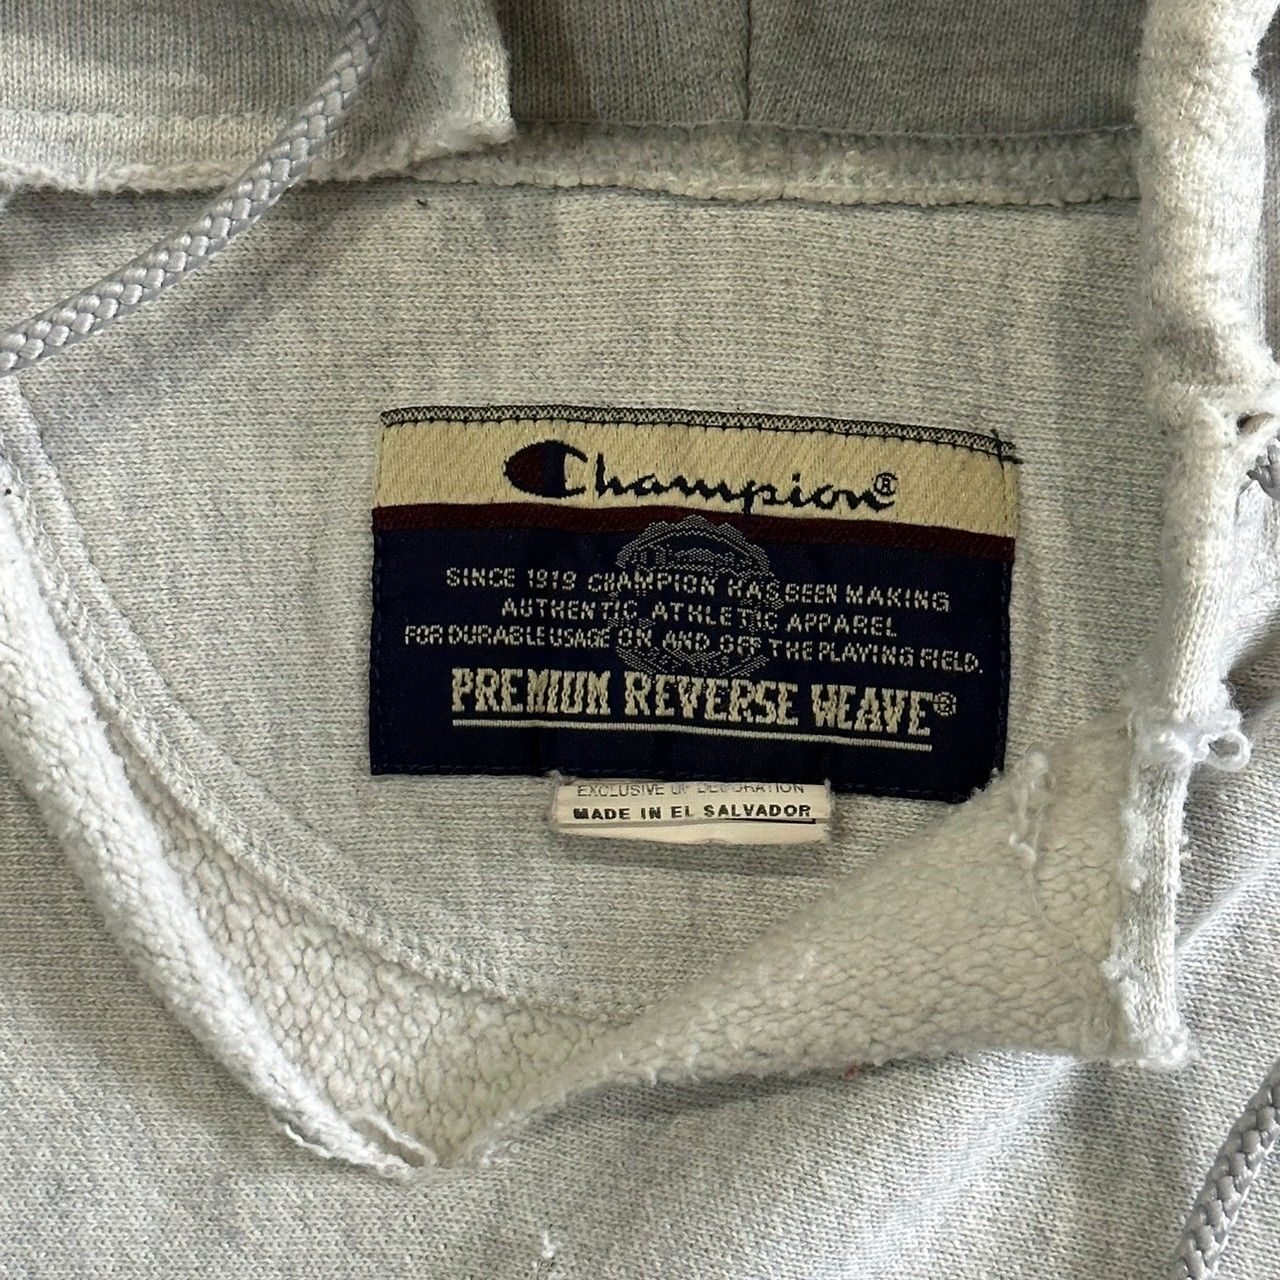 Champion®
SINCE 1919 CHAMPION HAS BEEN MAKING
AUTHENTIC ATHLETIC APPAREL
FOR DURABLE USAGE ON AND OFF THE PLAYING FIELD.
PREMIUM REVERSE WEAVE®
EXCLUSIVE OF DECORATION
MADE IN EL SALVADOR